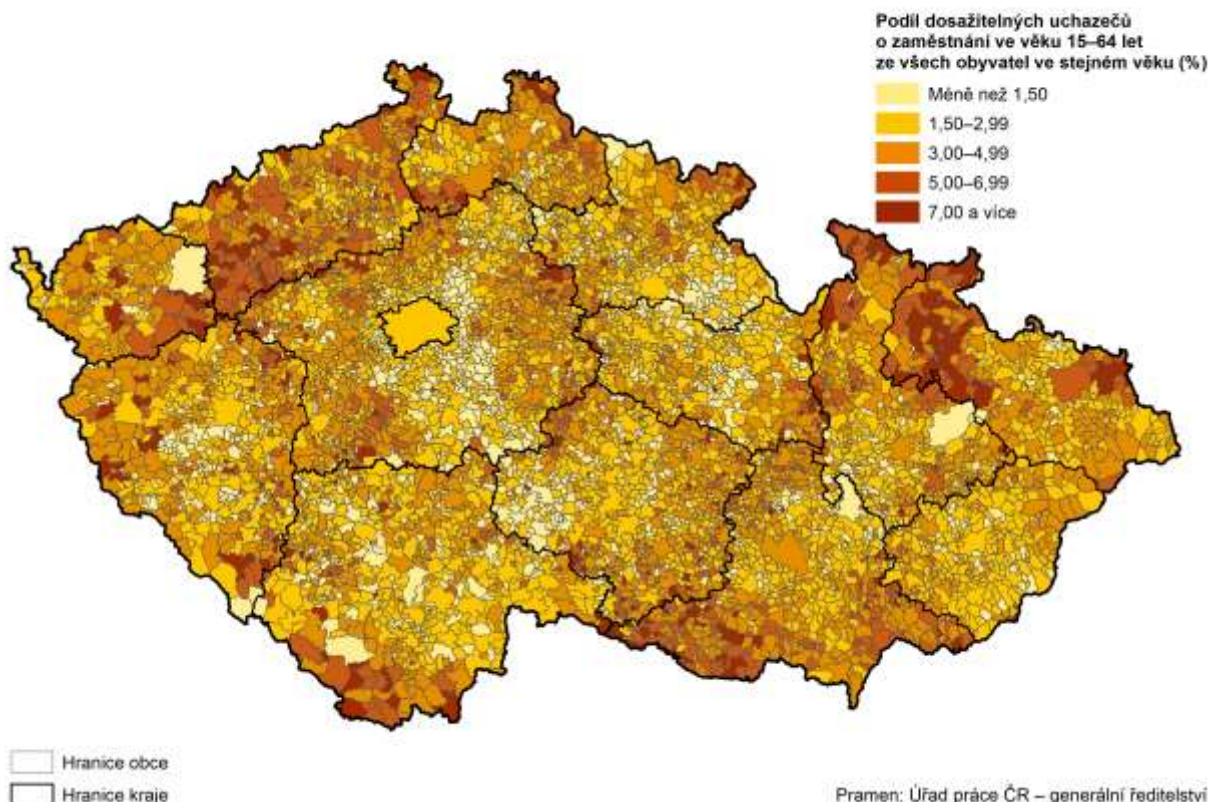 Podíl dosažitelných uchazečů
o zaměstnání ve věku 15–64 let
ze všech obyvatel ve stejném věku (%)
Méně než 1,50
1,50–2,99
3,00–4,99
5,00–6,99
7,00 a více
Hranice obce
Hranice kraje
Pramen: Úřad práce ČR – generální ředitelství